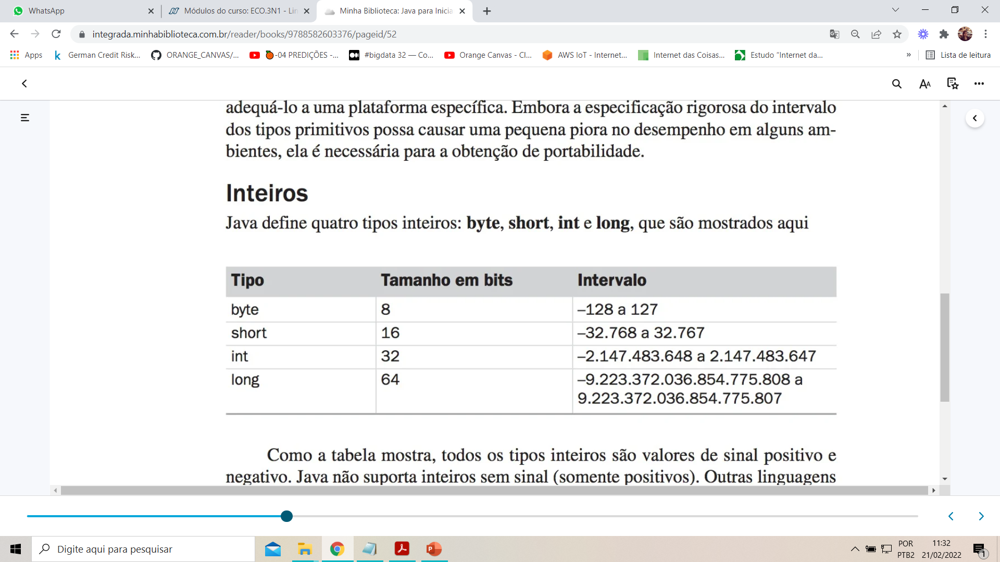 WhatsApp
Módulos do curso: ECO.3N1 - Lin
Minha Biblioteca: Java para Inicia
integrada.minhabiblioteca.com.br/reader/books/9788582603376/pageid/52
Apps
German Credit Risk...
ORANGE_CANVAS/...
-04 PREDIÇÕES -...
#bigdata 32 — Co...
Orange Canvas - Cl...
AWS IoT - Internet...
Internet das Coisas...
Estudo “Internet da...
»
Lista de leitura
AA
adequá-lo a uma plataforma específica. Embora a especificação rigorosa do intervalo
dos tipos primitivos possa causar uma pequena piora no desempenho em alguns am-
bientes, ela é necessária para a obtenção de portabilidade.
Inteiros
Java define quatro tipos inteiros: byte, short, int e long, que são mostrados aqui
Tipo Tamanho em bits Intervalo
byte 8 –128 a 127
short 16 –32.768 a 32.767
int 32 –2.147.483.648 a 2.147.483.647
long 64 –9.223.372.036.854.775.808 a
9.223.372.036.854.775.807
Como a tabela mostra, todos os tipos inteiros são valores de sinal positivo e
negativo. Java não suporta inteiros sem sinal (somente positivos). Outras linguagens
Digite aqui para pesquisar
POR
PTB2
11:32
21/02/2022
1